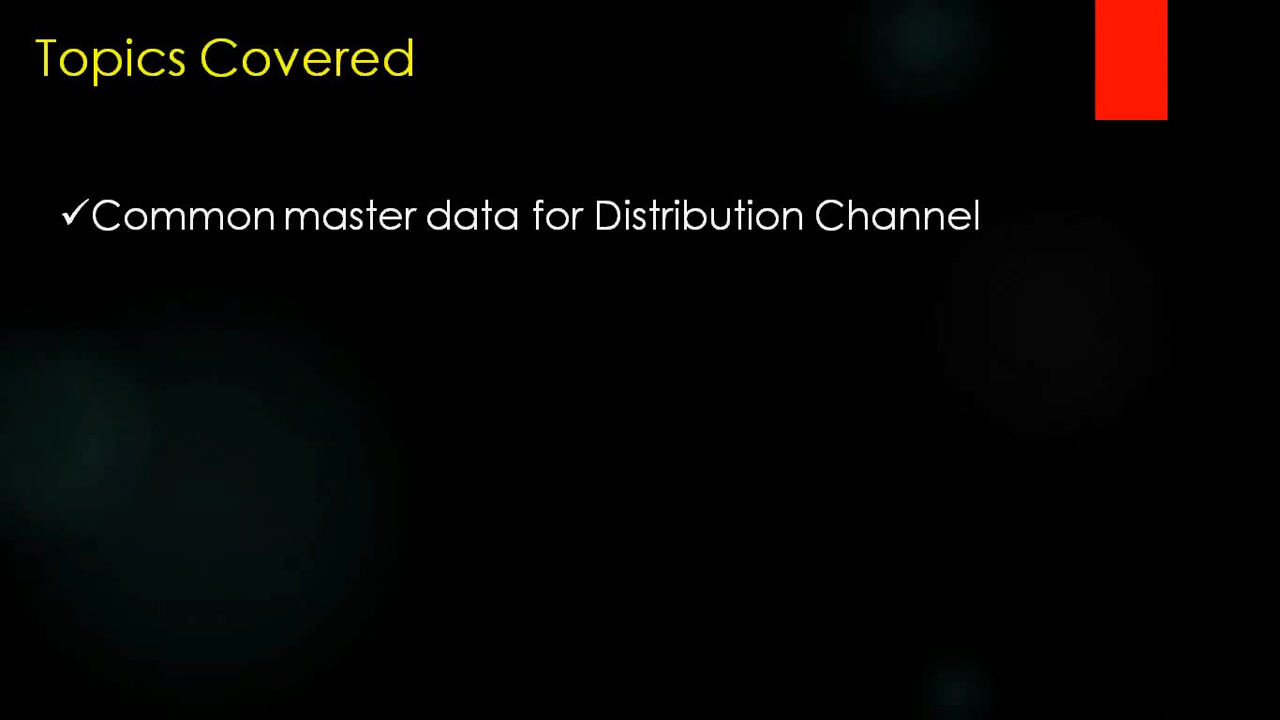 Topics Covered
✓Common master data for Distribution Channel